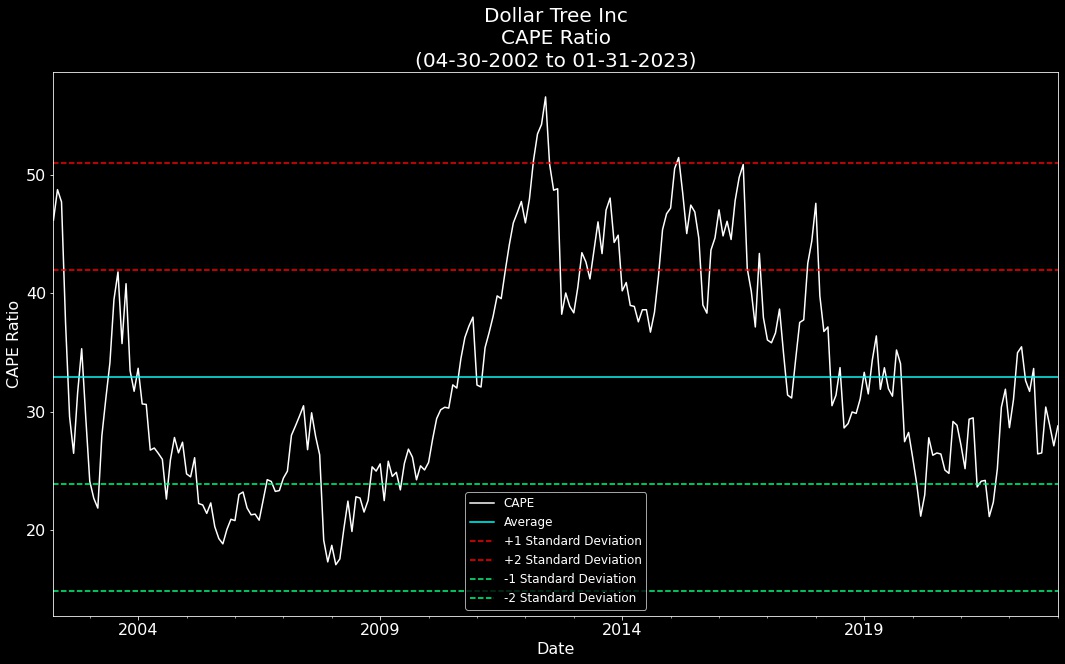 Dollar Tree Inc
CAPE Ratio
(04-30-2002 to 01-31-2023)
50
40
30
20
CAPE Ratio
CAPE
Average
+1 Standard Deviation
+2 Standard Deviation
-1 Standard Deviation
-2 Standard Deviation
2004
2009
2014
2019
Date